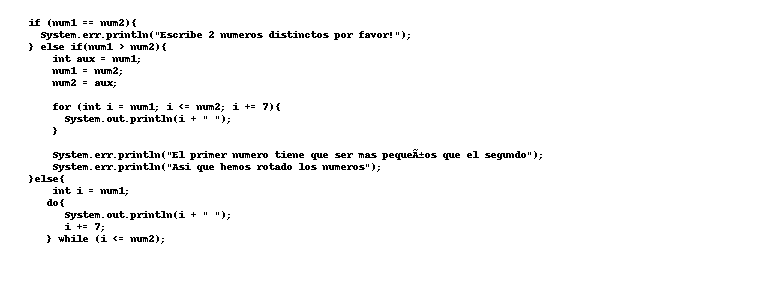 if (num1 == num2){
System.err.println("Escribe 2 numeros distinctos por favor!");
} else if(num1 > num2){
int aux = num1;
num1 = num2;
num2 = aux;
for (int i = num1; i <= num2; i += 7){
System.out.println(i + " ");
}
System.err.println("El primer numero tiene que ser mas pequeÃ±os que el segundo");
System.err.println("Asi que hemos rotado los numeros");
}else{
int i = num1;
do{
System.out.println(i + " ");
i += 7;
} while (i <= num2);